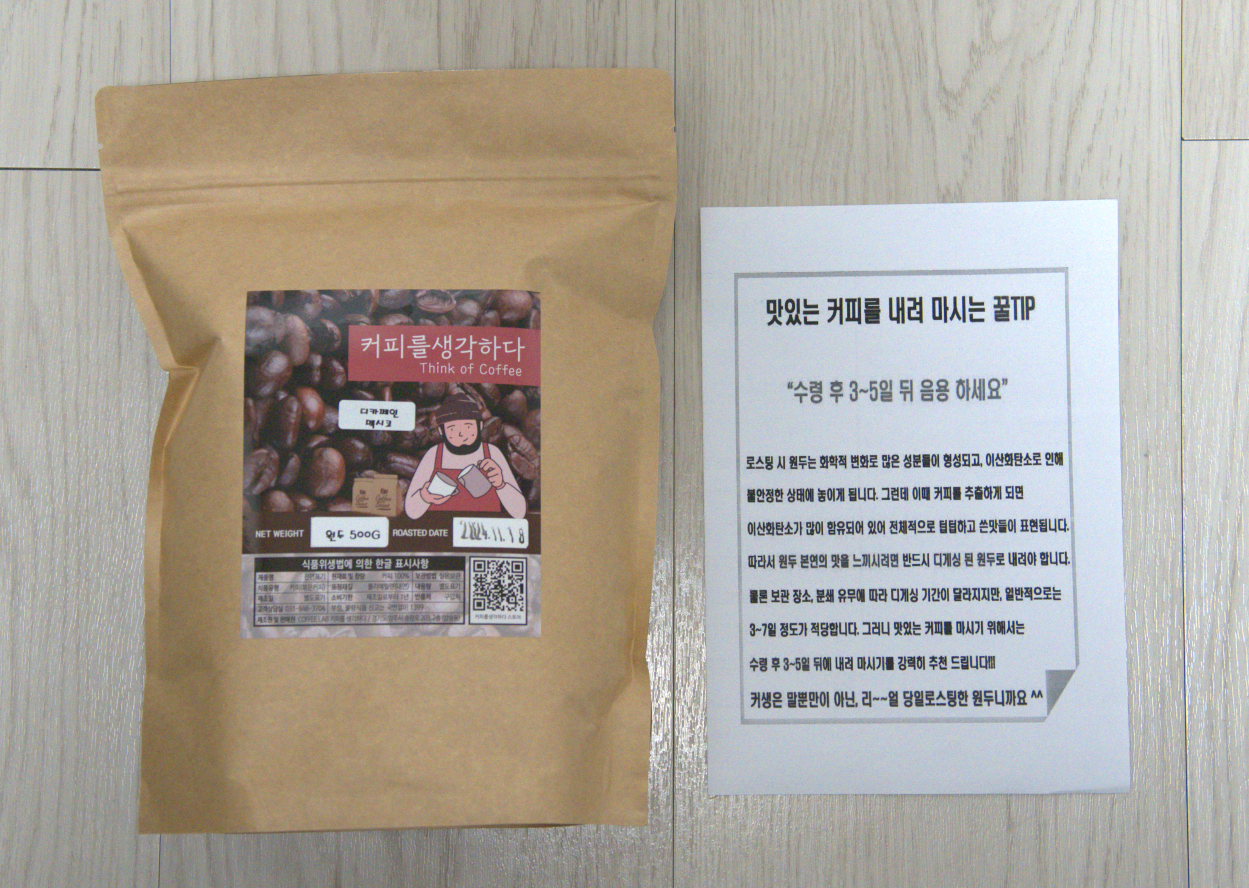 커피를생각하다
Think of Coffee
디카페인
멕시코
NET WEIGHT 원두 500G ROASTED DATE 2024.11.18
식품위생법에 의한 한글 표시사항
맛있는 커피를 내려 마시는 꿀TIP
“수령 후 3~5일 뒤 음용 하세요”
로스팅 시 원두는 화학적 변화로 많은 성분들이 형성되고, 이산화탄소로 인해
불안정한 상태에 놓이게 됩니다. 그런데 이때 커피를 추출하게 되면
이산화탄소가 많이 함유되어 있어 전체적으로 텁텁하고 쓴맛들이 표현됩니다.
따라서 원두 본연의 맛을 느끼시려면 반드시 디게싱 된 원두로 내려야 합니다.
물론 보관 장소, 분쇄 유무에 따라 디게싱 기간이 달라지지만, 일반적으로는
3~7일 정도가 적당합니다. 그러니 맛있는 커피를 마시기 위해서는
수령 후 3~5일 뒤에 내려 마시기를 강력히 추천 드립니다!!!
커생은 말뿐만이 아닌, 리~~얼 당일로스팅한 원두니까요 ^^